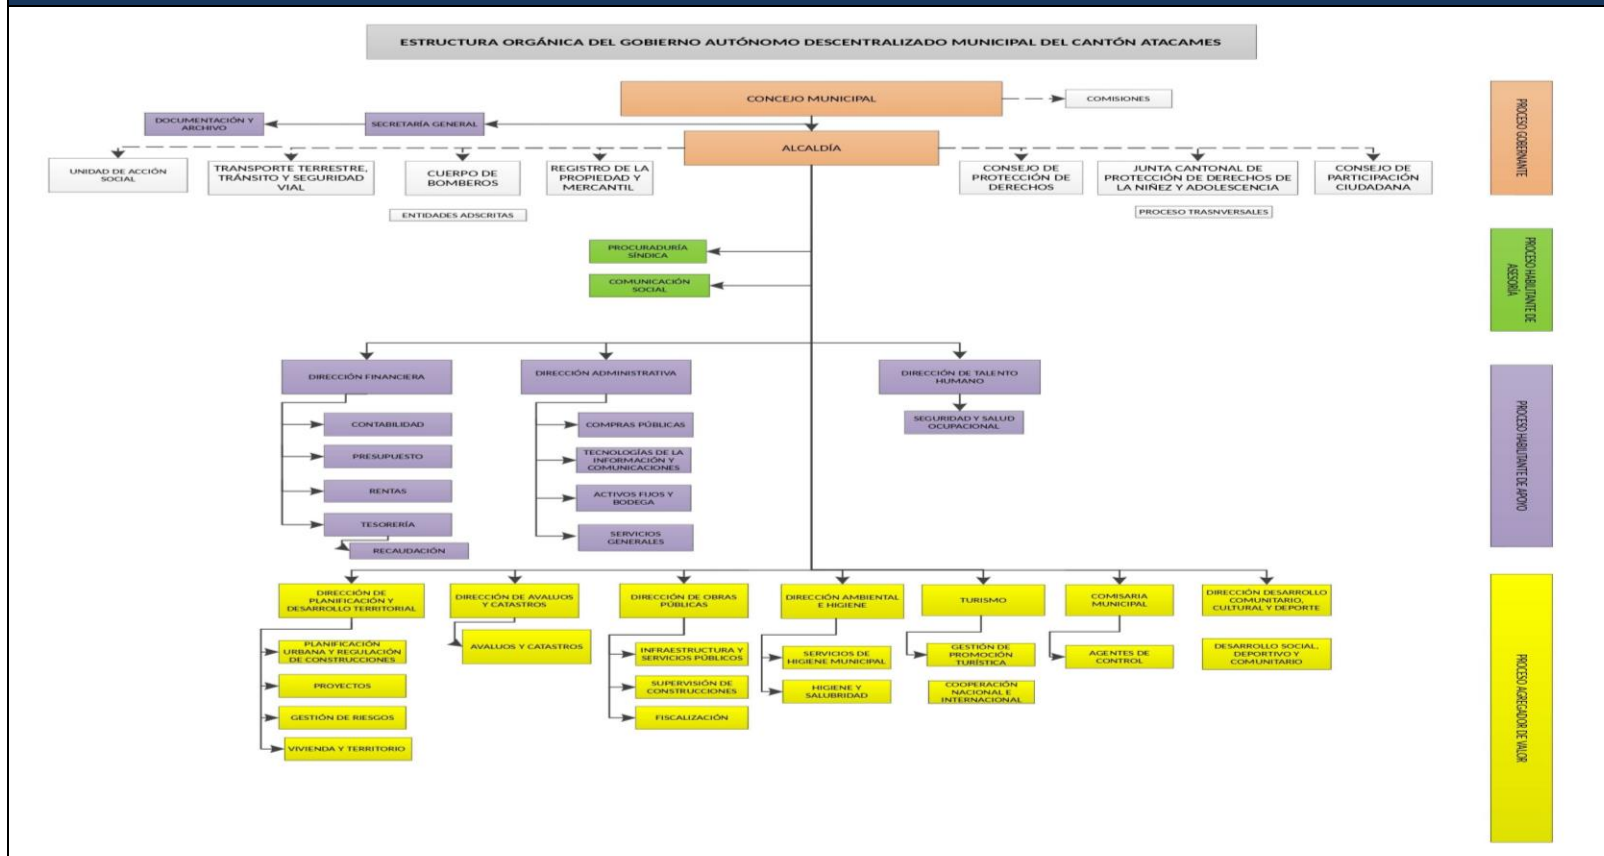 ESTRUCTURA ORGÁNICA DEL GOBIERNO AUTÓNOMO DESCENTRALIZADO MUNICIPAL DEL CANTÓN ATACAMES
CONCEJO MUNICIPAL
COMISIONES
DOCUMENTACIÓN Y
ARCHIVO
SECRETARÍA GENERAL
ALCALDÍA
UNIDAD DE ACCIÓN
SOCIAL
TRANSPORTE TERRESTRE,
TRÁNSITO Y SEGURIDAD
VIAL
CUERPO DE
BOMBEROS
REGISTRO DE LA
PROPIEDAD Y
MERCANTIL
CONSEJO DE
PROTECCIÓN DE
DERECHOS
JUNTA CANTONAL DE
PROTECCIÓN DE DERECHOS DE
LA NIÑEZ Y ADOLESCENCIA
CONSEJO DE
PARTICIPACIÓN
CIUDADANA
ENTIDADES ADSCRITAS
PROCESO TRASNVERSALES
PROCESO GOBERNANTE
PROCURADURÍA
SÍNDICA
COMUNICACIÓN
SOCIAL
PROCESO HABILITANTE DE
ASESORÍA
DIRECCIÓN FINANCIERA
DIRECCIÓN ADMINISTRATIVA
DIRECCIÓN DE TALENTO
HUMANO
CONTABILIDAD
PRESUPUESTO
RENTAS
TESORERÍA
RECAUDACIÓN
COMPRAS PÚBLICAS
TECNOLOGÍAS DE LA
INFORMACIÓN Y
COMUNICACIONES
ACTIVOS FIJOS Y
BODEGA
SERVICIOS
GENERALES
SEGURIDAD Y SALUD
OCUPACIONAL
PROCESO HABILITANTE DE APOYO
DIRECCIÓN DE
PLANIFICACIÓN Y
DESARROLLO TERRITORIAL
DIRECCIÓN DE AVALUOS
Y CATASTROS
DIRECCIÓN DE OBRAS
PÚBLICAS
DIRECCIÓN AMBIENTAL
E HIGIENE
TURISMO
COMISARIA
MUNICIPAL
DIRECCIÓN DESARROLLO
COMUNITARIO,
CULTURAL Y DEPORTE
PLANIFICACIÓN
URBANA Y REGULACIÓN
DE CONSTRUCCIONES
PROYECTOS
GESTIÓN DE RIESGOS
VIVIENDA Y TERRITORIO
AVALUOS Y CATASTROS
INFRAESTRUCTURA Y
SERVICIOS PÚBLICOS
SUPERVISIÓN DE
CONSTRUCCIONES
FISCALIZACIÓN
SERVICIOS DE
HIGIENE MUNICIPAL
HIGIENE Y
SALUBRIDAD
GESTIÓN DE
PROMOCIÓN
TURÍSTICA
COOPERACIÓN
NACIONAL E
INTERNACIONAL
AGENTES DE
CONTROL
DESARROLLO SOCIAL,
DEPORTIVO Y
COMUNITARIO
PROCESO AGREGADOR DE VALOR